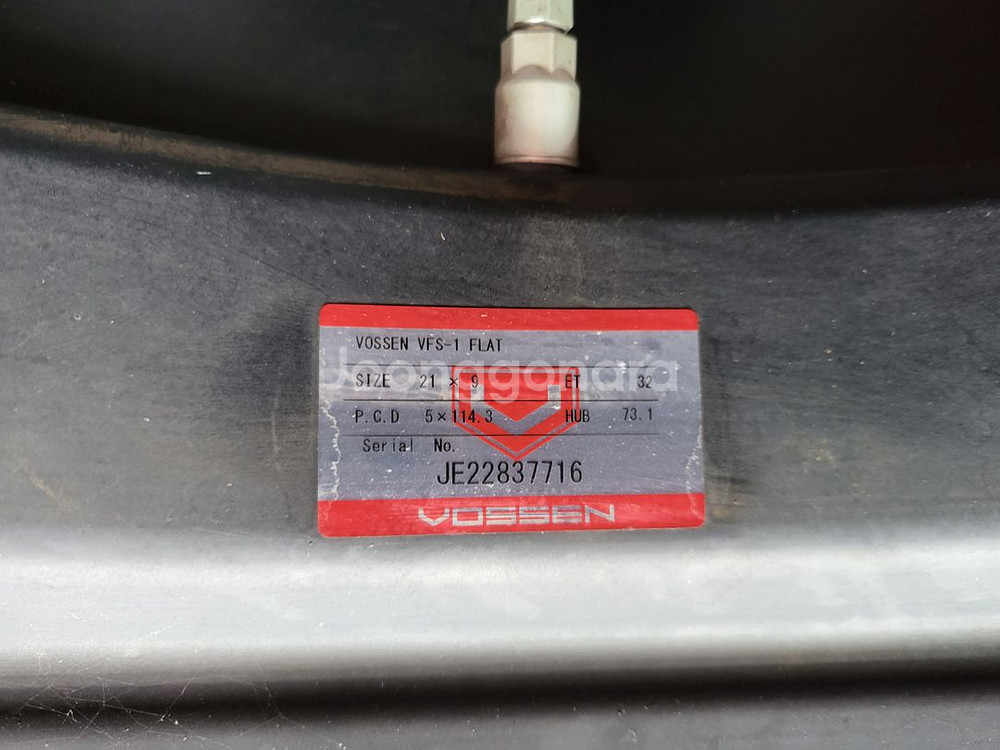 VOSSEN VFS-1 FLAT
Joonggonara
SIZE 21 × 9 ET 32
P.C.D 5×114.3 HUB 73.1
Serial No.
JE22837716
VOSSEN